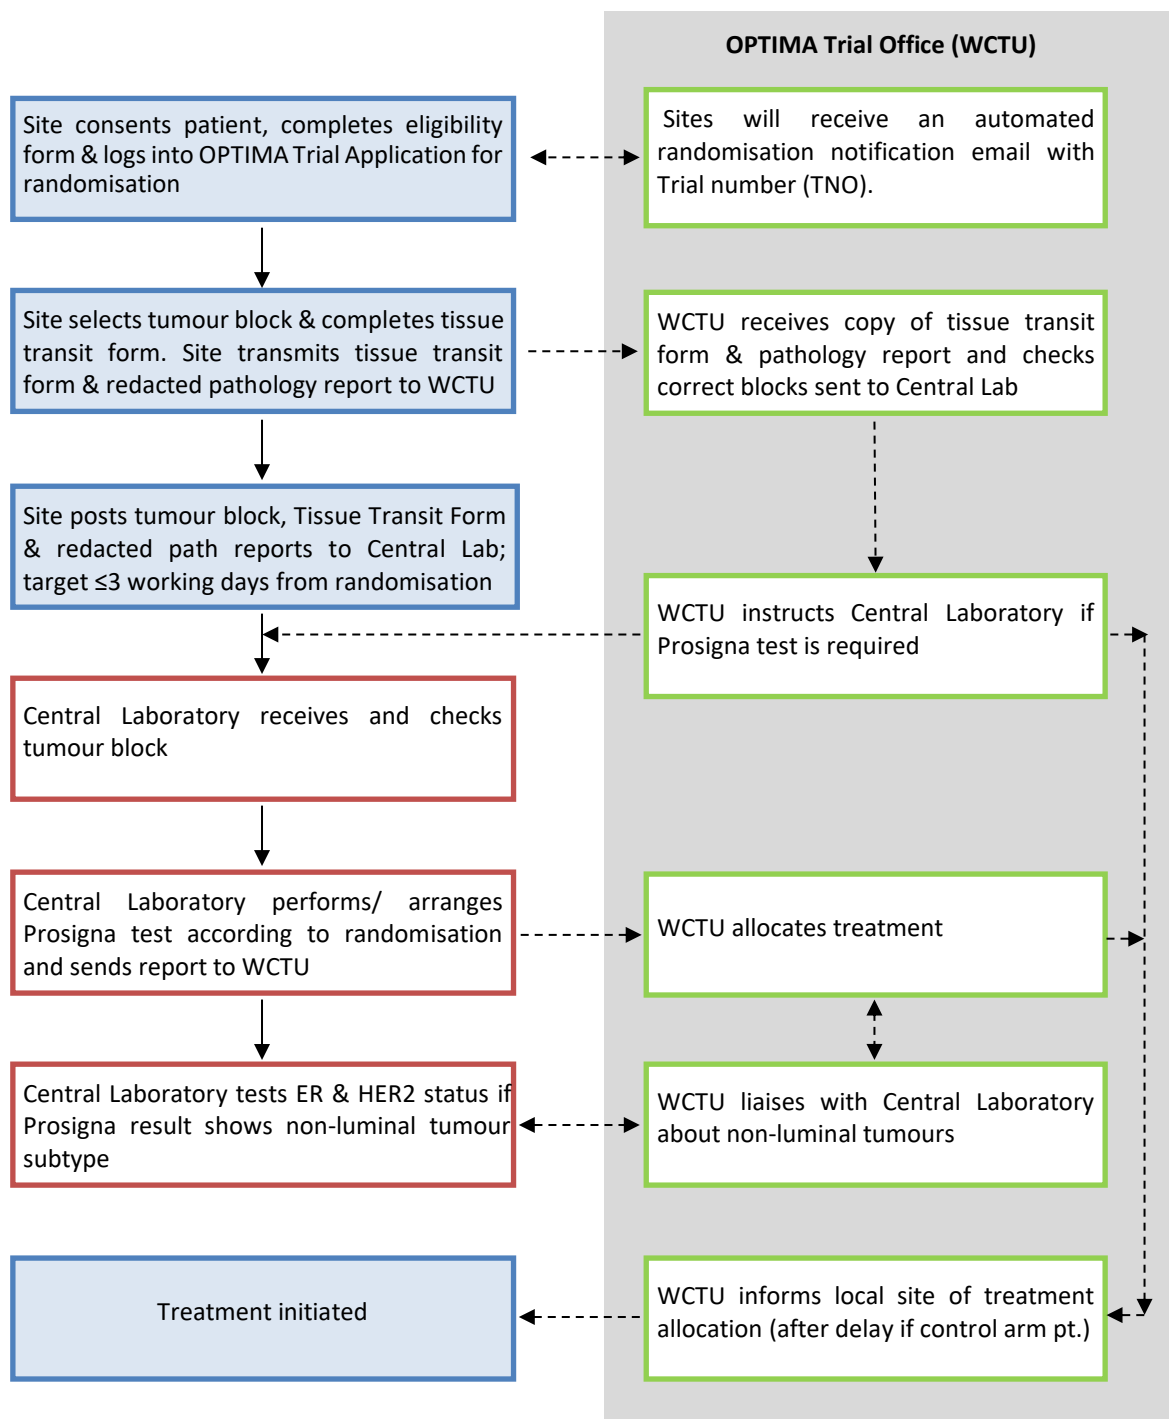 OPTIMA Trial Office (WCTU)
Site consents patient, completes eligibility
form & logs into OPTIMA Trial Application for
randomisation
Sites will receive an automated
randomisation notification email with
Trial number (TNO).
Site selects tumour block & completes tissue
transit form. Site transmits tissue transit
form & redacted pathology report to WCTU
WCTU receives copy of tissue transit
form & pathology report and checks
correct blocks sent to Central Lab
Site posts tumour block, Tissue Transit Form
& redacted path reports to Central Lab;
target ≤3 working days from randomisation
WCTU instructs Central Laboratory if
Prosigna test is required
Central Laboratory receives and checks
tumour block
Central Laboratory performs/ arranges
Prosigna test according to randomisation
and sends report to WCTU
WCTU allocates treatment
Central Laboratory tests ER & HER2 status if
Prosigna result shows non-luminal tumour
subtype
WCTU liaises with Central Laboratory
about non-luminal tumours
Treatment initiated
WCTU informs local site of treatment
allocation (after delay if control arm pt.)